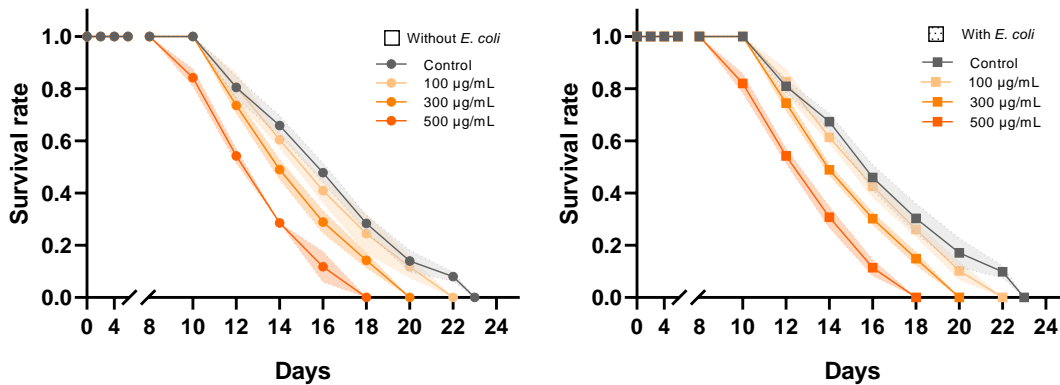 Without E. coli
Control
100 µg/mL
300 µg/mL
500 µg/mL
Survival rate
1.0
0.8
0.6
0.4
0.2
0.0
0 4 8 10 12 14 16 18 20 22 24
Days
With E. coli
Control
100 µg/mL
300 µg/mL
500 µg/mL
Survival rate
1.0
0.8
0.6
0.4
0.2
0.0
0 4 8 10 12 14 16 18 20 22 24
Days